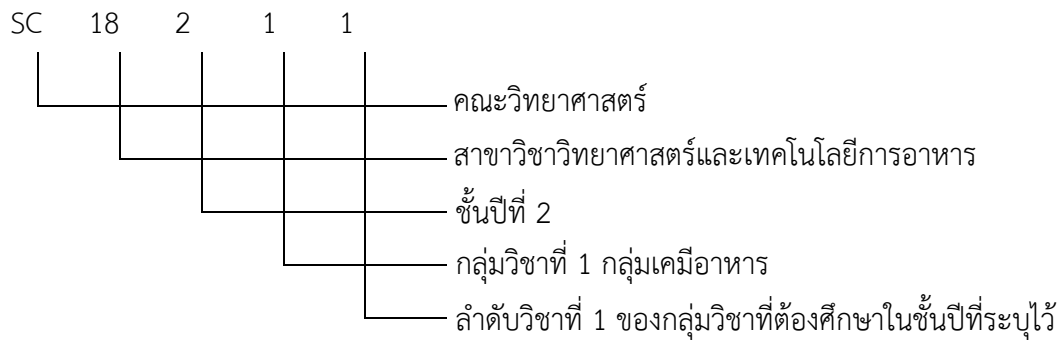 SC 18 2 1 1
คณะวิทยาศาสตร์
สาขาวิชาวิทยาศาสตร์และเทคโนโลยีการอาหาร
ชั้นปีที่ 2
กลุ่มวิชาที่ 1 กลุ่มเคมีอาหาร
ลำดับวิชาที่ 1 ของกลุ่มวิชาที่ต้องศึกษาในชั้นปีที่ระบุไว้